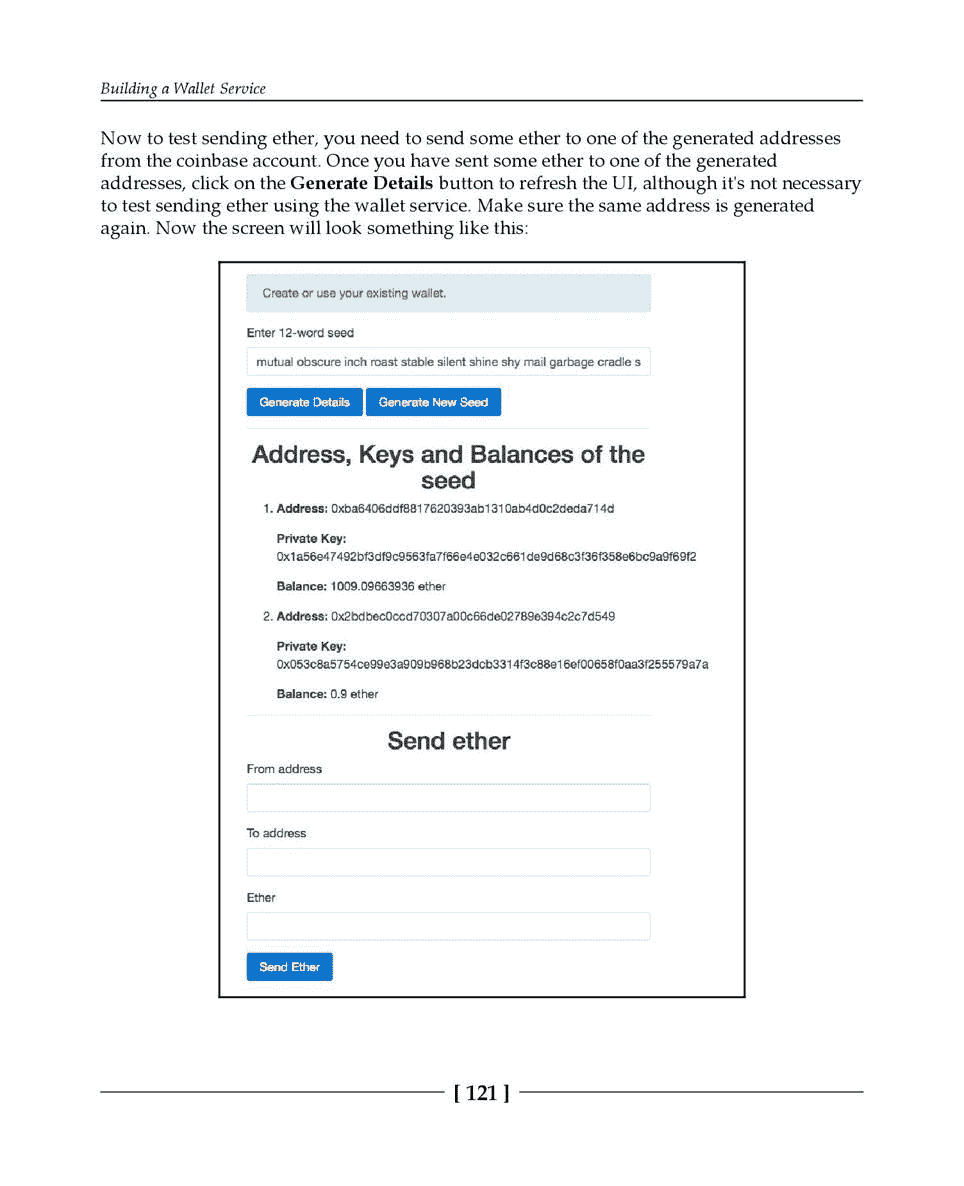 Building a Wallet Service
Now to test sending ether, you need to send some ether to one of the generated addresses
from the coinbase account. Once you have sent some ether to one of the generated
addresses, click on the Generate Details button to refresh the UI, although it's not necessary
to test sending ether using the wallet service. Make sure the same address is generated
again. Now the screen will look something like this:
Create or use your existing wallet.
Enter 12-word seed
mutual obscure inch roast stable silent shine shy mail garbage cradle s
Generate Details Generate New Seed
Address, Keys and Balances of the
seed
1. Address: 0xba6406ddf8817620393ab1310ab4d0c2deda714d
Private Key:
0x1a56e47492bf3df9c9563fa7f66e4e032c661de9d68c3f36f358e6bc9a9f69f2
Balance: 1009.09663936 ether
2. Address: 0x2bdbec0ccd70307a00c66de02789e394c2c7d549
Private Key:
0x053c8a5754ce99e3a909b968b23dcb3314f3c88e16ef00658f0aa3f255579a7a
Balance: 0.9 ether
Send ether
From address
To address
Ether
Send Ether
[ 121 ]